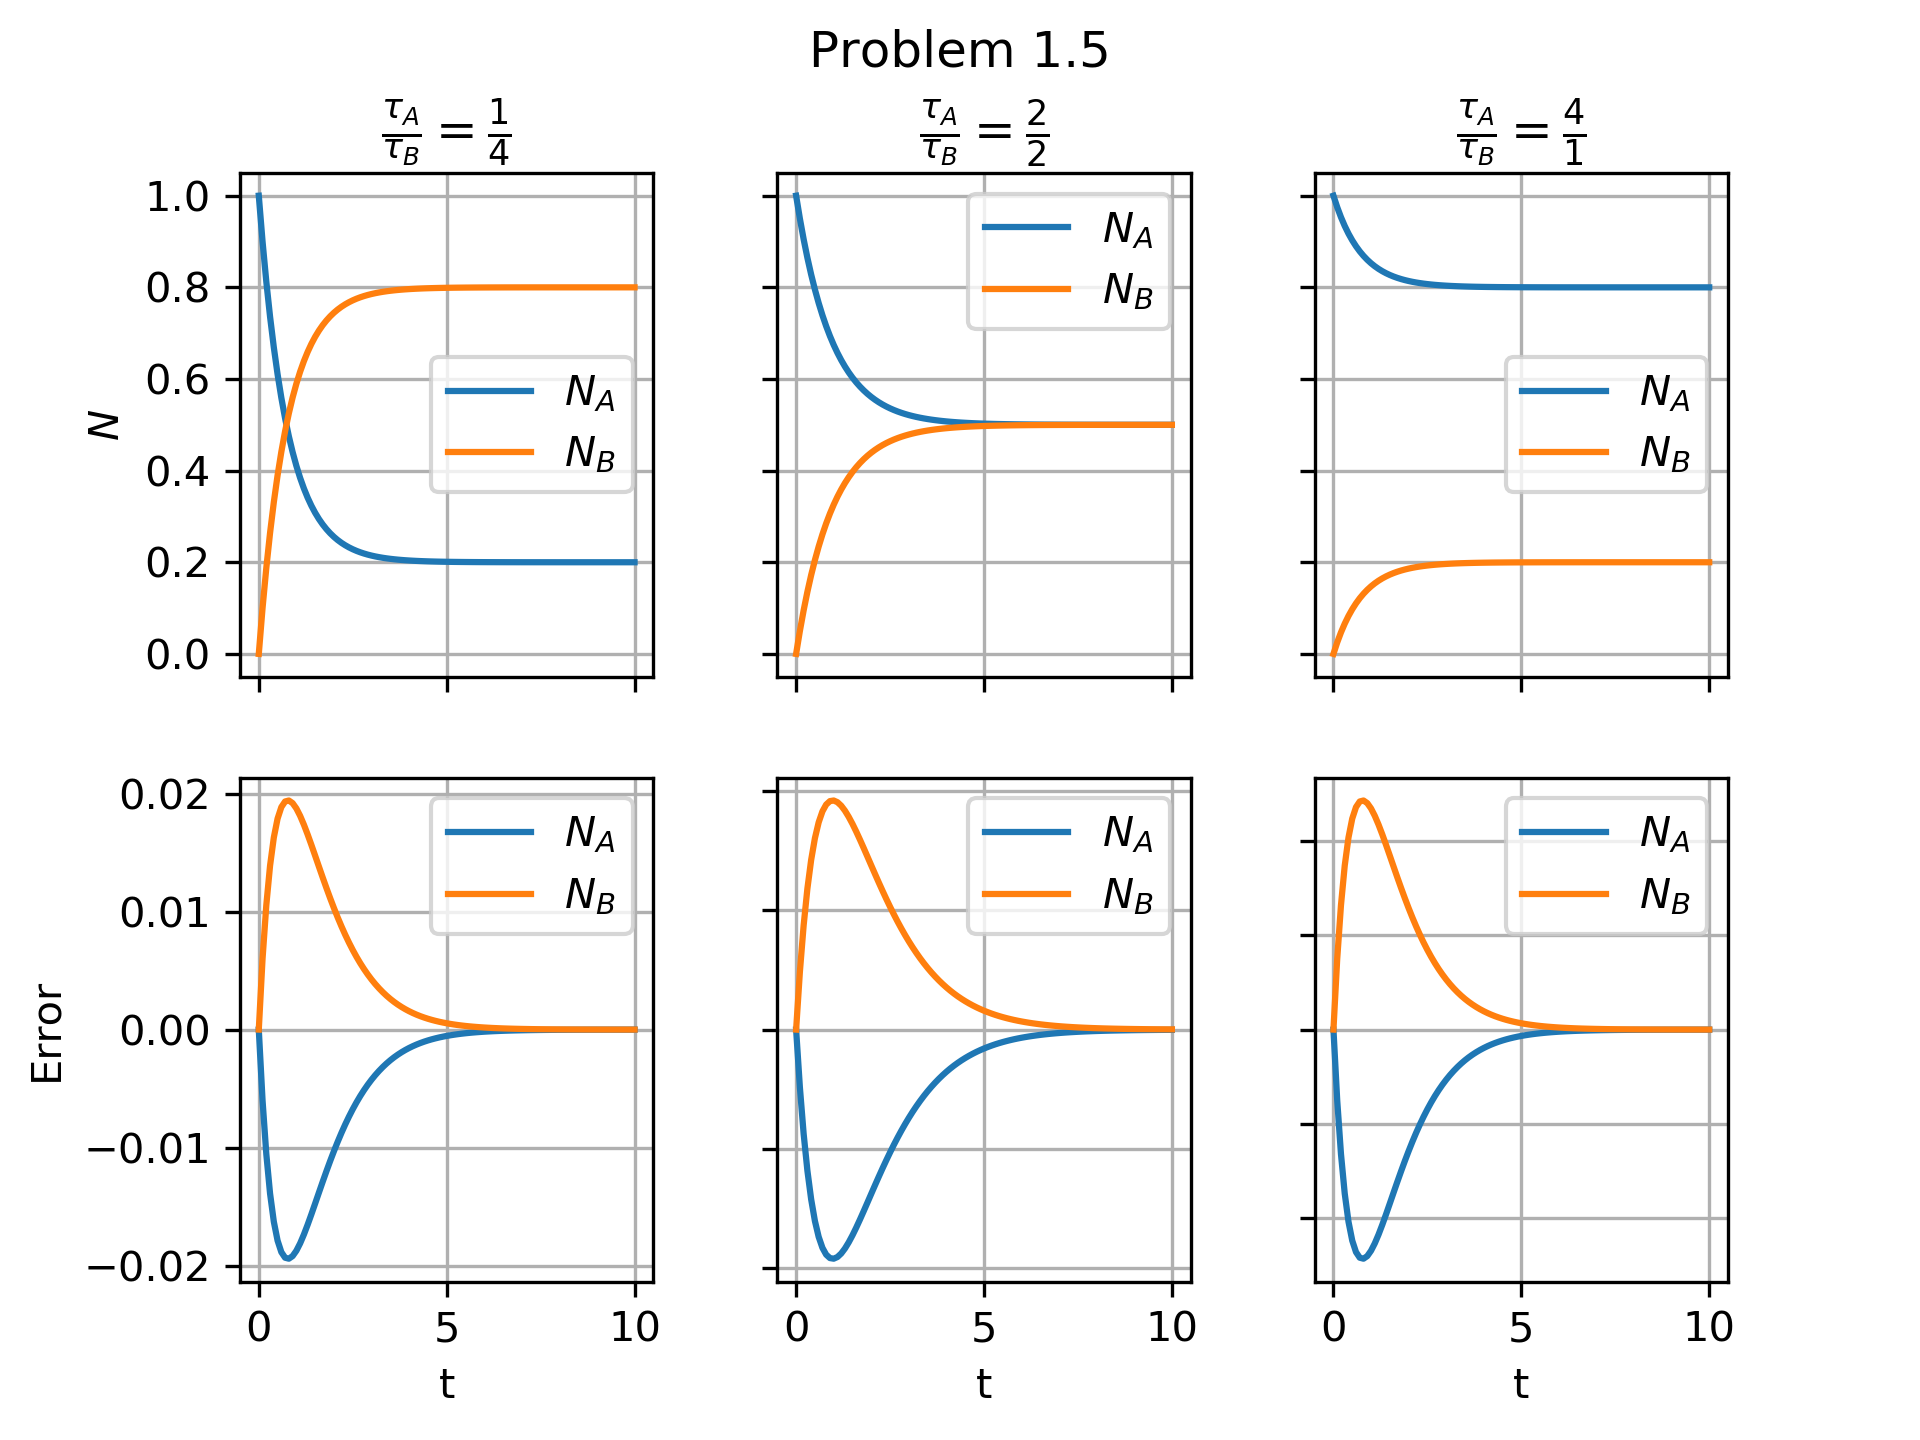 Problem 1.5
τ_A/τ_B = 1/4
τ_A/τ_B = 2/2
τ_A/τ_B = 4/1
N
1.0
0.8
0.6
0.4
0.2
0.0
N_A
N_B
N_A
N_B
N_A
N_B
Error
0.02
0.01
0.00
−0.01
−0.02
N_A
N_B
N_A
N_B
N_A
N_B
0 5 10
0 5 10
0 5 10
t
t
t